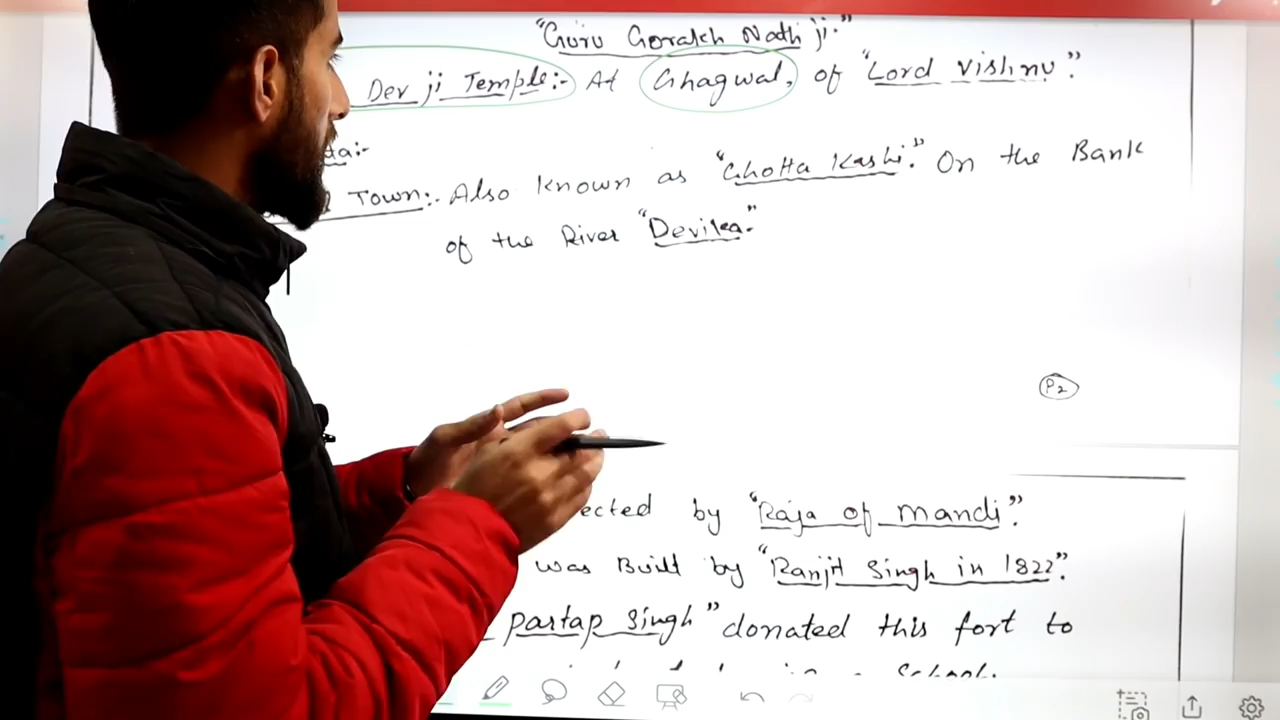 "Guru Gorakh Nath ji."
Dev ji Temple:- At Ghagwal, of "Lord Vishnu".
ta:-
Town:- Also known as "Chotta Kashi". On the Bank
of the River "Devika."
P2
ected by "Raja of mandi".
was Built by "Ranjit Singh in 1822".
Partap Singh" donated this fort to